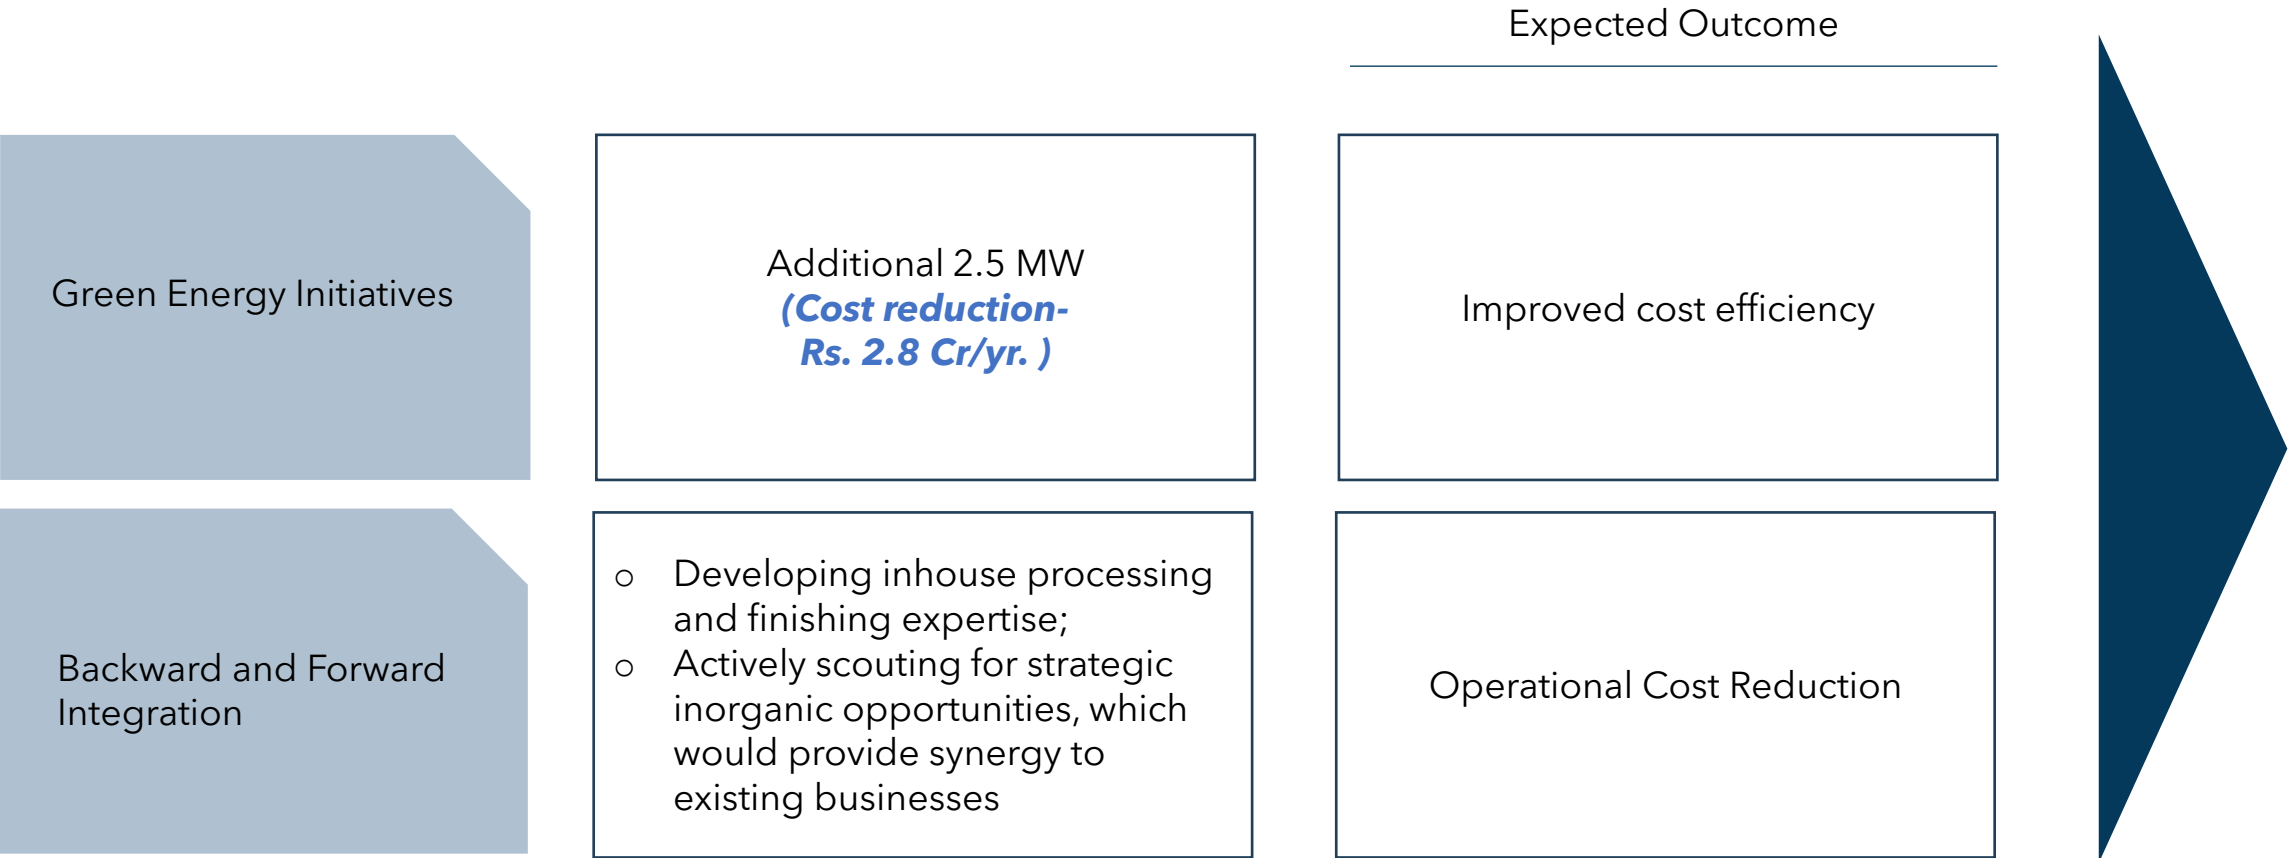 Expected Outcome
Green Energy Initiatives
Additional 2.5 MW
(Cost reduction-
Rs. 2.8 Cr/yr. )
Improved cost efficiency
Backward and Forward
Integration
o Developing inhouse processing
and finishing expertise;
o Actively scouting for strategic
inorganic opportunities, which
would provide synergy to
existing businesses
Operational Cost Reduction